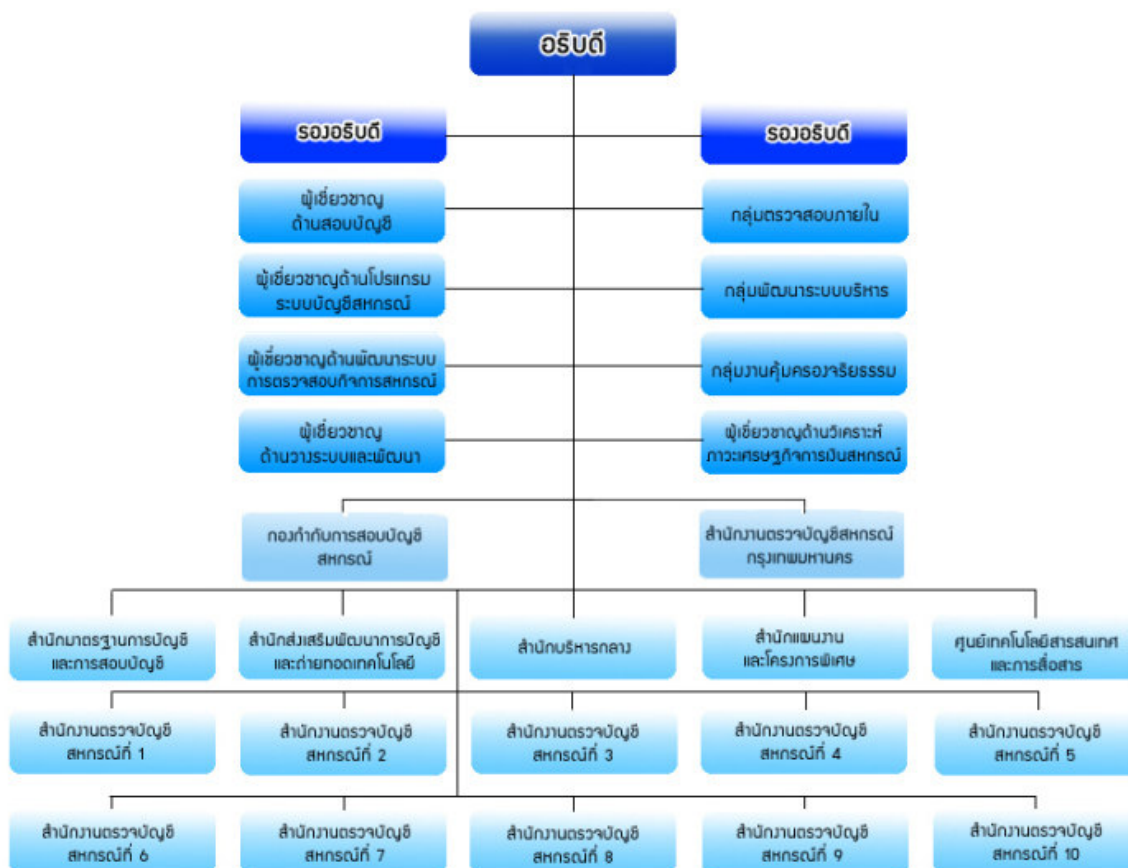 อธิบดี
รองอธิบดี
รองอธิบดี
ผู้เชี่ยวชาญ
ด้านสอบบัญชี
กลุ่มตรวจสอบภายใน
ผู้เชี่ยวชาญด้านโปรแกรม
ระบบบัญชีสหกรณ์
กลุ่มพัฒนาระบบบริหาร
ผู้เชี่ยวชาญด้านพัฒนาระบบ
การตรวจสอบกิจการสหกรณ์
กลุ่มงานคุ้มครองจริยธรรม
ผู้เชี่ยวชาญ
ด้านวางระบบและพัฒนา
ผู้เชี่ยวชาญด้านวิเคราะห์
ภาวะเศรษฐกิจการเงินสหกรณ์
กองกำกับการสอบบัญชี
สหกรณ์
สำนักงานตรวจบัญชีสหกรณ์
กรุงเทพมหานคร
สำนักมาตรฐานการบัญชี
และการสอบบัญชี
สำนักส่งเสริมพัฒนาการบัญชี
และถ่ายทอดเทคโนโลยี
สำนักบริหารกลาง
สำนักแผนงาน
และโครงการพิเศษ
ศูนย์เทคโนโลยีสารสนเทศ
และการสื่อสาร
สำนักงานตรวจบัญชี
สหกรณ์ที่ 1
สำนักงานตรวจบัญชี
สหกรณ์ที่ 2
สำนักงานตรวจบัญชี
สหกรณ์ที่ 3
สำนักงานตรวจบัญชี
สหกรณ์ที่ 4
สำนักงานตรวจบัญชี
สหกรณ์ที่ 5
สำนักงานตรวจบัญชี
สหกรณ์ที่ 6
สำนักงานตรวจบัญชี
สหกรณ์ที่ 7
สำนักงานตรวจบัญชี
สหกรณ์ที่ 8
สำนักงานตรวจบัญชี
สหกรณ์ที่ 9
สำนักงานตรวจบัญชี
สหกรณ์ที่ 10